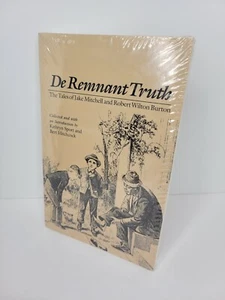 De Remnant Truth
The Tales of Jake Mitchell and Robert Wilton Burton
Collected and with
an Introduction by
Kathryn Sport and
Bert Hitchcock